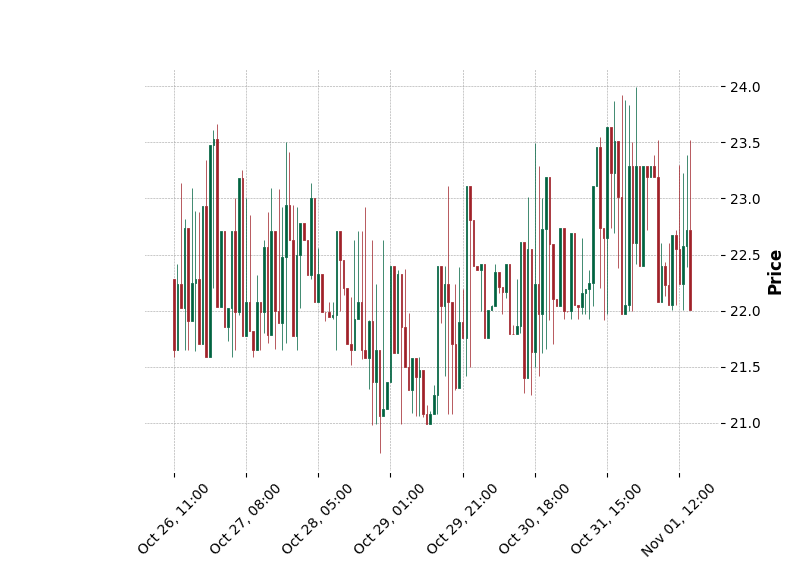 24.0
23.5
23.0
22.5
22.0
21.5
21.0
Price
Oct 26, 11:00
Oct 27, 08:00
Oct 28, 05:00
Oct 29, 01:00
Oct 29, 21:00
Oct 30, 18:00
Oct 31, 15:00
Nov 01, 12:00